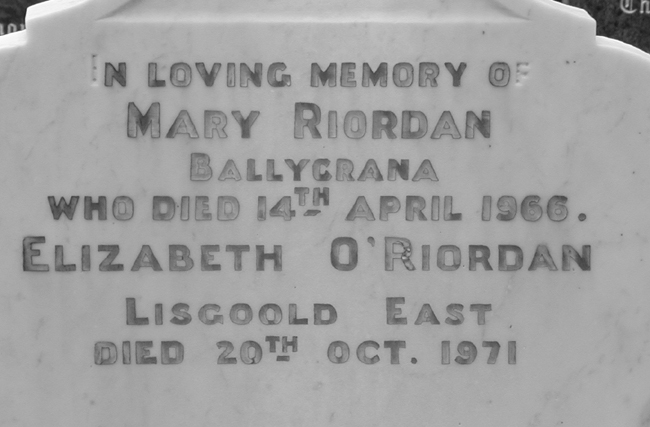 IN LOVING MEMORY OF
MARY RIORDAN
BALLYGRANA
WHO DIED 14TH APRIL 1966.
ELIZABETH O'RIORDAN
LISGOOLD EAST
DIED 20TH OCT. 1971